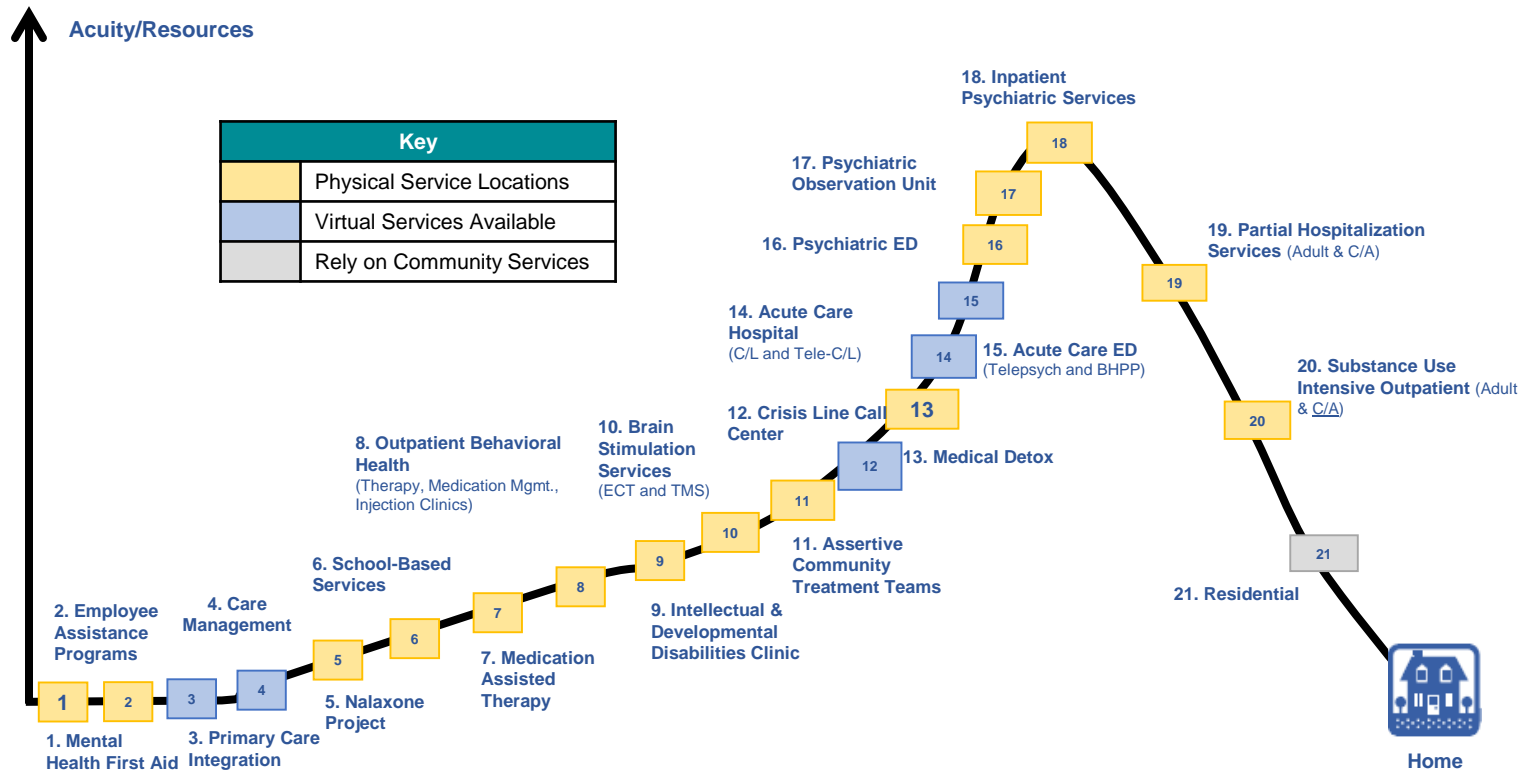 Acuity/Resources
Key
Physical Service Locations
Virtual Services Available
Rely on Community Services
1
2
3
4
5
6
7
8
9
10
11
12
13
14
15
16
17
18
19
20
21
1. Mental
Health First Aid
2. Employee
Assistance
Programs
3. Primary Care
Integration
4. Care
Management
5. Nalaxone
Project
6. School-Based
Services
7. Medication
Assisted
Therapy
8. Outpatient Behavioral
Health
(Therapy, Medication Mgmt.,
Injection Clinics)
9. Intellectual &
Developmental
Disabilities Clinic
10. Brain
Stimulation
Services
(ECT and TMS)
11. Assertive
Community
Treatment Teams
12. Crisis Line Call
Center
13. Medical Detox
14. Acute Care
Hospital
(C/L and Tele-C/L)
15. Acute Care ED
(Telepsych and BHPP)
16. Psychiatric ED
17. Psychiatric
Observation Unit
18. Inpatient
Psychiatric Services
19. Partial Hospitalization
Services (Adult & C/A)
20. Substance Use
Intensive Outpatient (Adult
& C/A)
21. Residential
Home